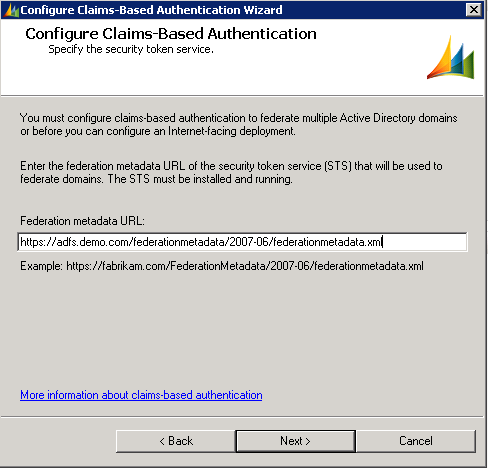 Configure Claims-Based Authentication Wizard
Configure Claims-Based Authentication
Specify the security token service.
You must configure claims-based authentication to federate multiple Active Directory domains
or before you can configure an Internet-facing deployment.
Enter the federation metadata URL of the security token service (STS) that will be used to
federate domains. The STS must be installed and running.
Federation metadata URL:
https://adfs.demo.com/federationmetadata/2007-06/federationmetadata.xml
Example: https://fabrikam.com/FederationMetadata/2007-06/federationmetadata.xml
More information about claims-based authentication
< Back
Next >
Cancel